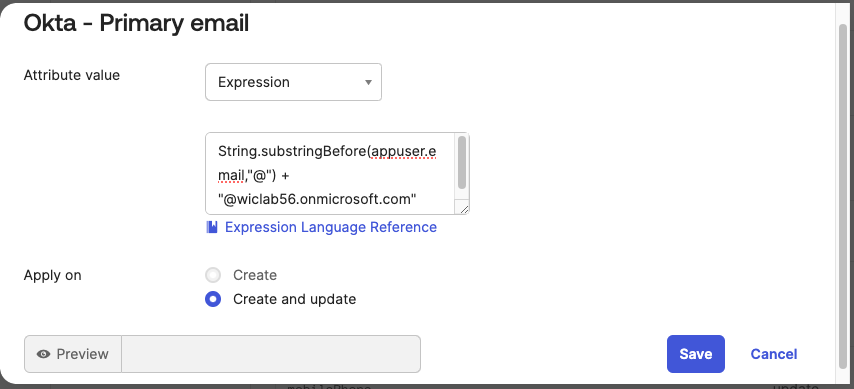 Okta - Primary email
Attribute value
Expression
String.substringBefore(appuser.e
mail,"@") +
"@wiclab56.onmicrosoft.com"
Expression Language Reference
Apply on
Create
Create and update
Preview
Save
Cancel